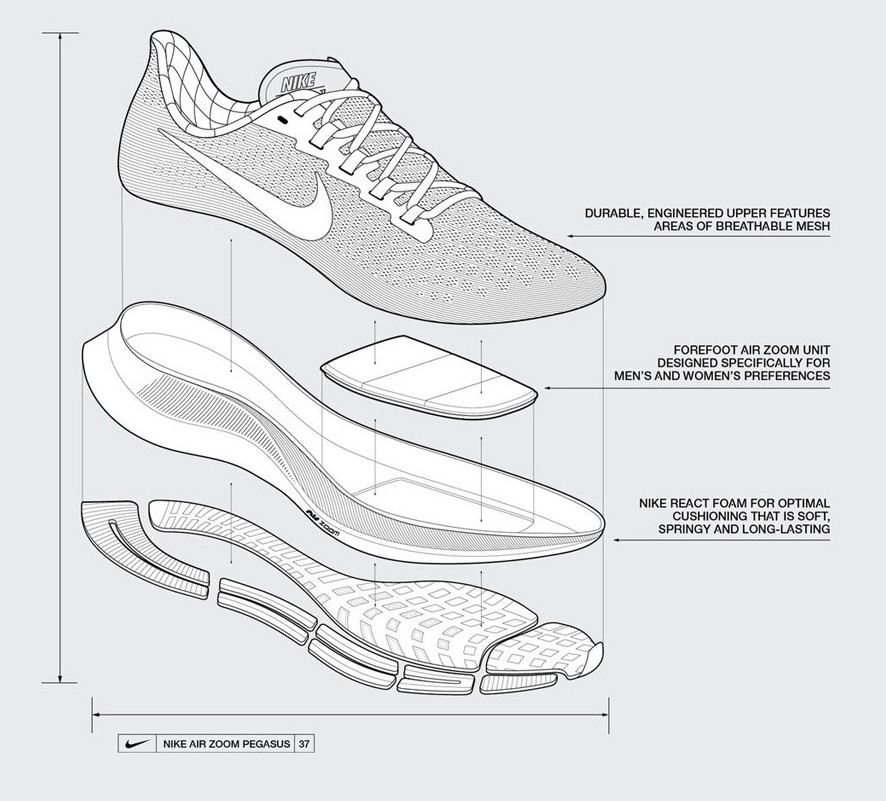 NIKE
DURABLE, ENGINEERED UPPER FEATURES
AREAS OF BREATHABLE MESH
FOREFOOT AIR ZOOM UNIT
DESIGNED SPECIFICALLY FOR
MEN'S AND WOMEN'S PREFERENCES
NIKE REACT FOAM FOR OPTIMAL
CUSHIONING THAT IS SOFT,
SPRINGY AND LONG-LASTING
AIR zoom
NIKE AIR ZOOM PEGASUS 37